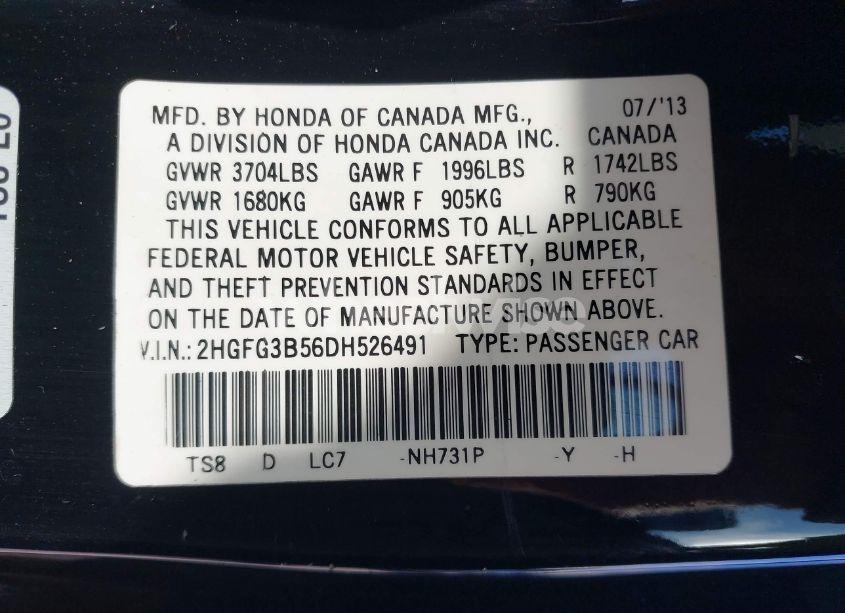 MFD. BY HONDA OF CANADA MFG., 07/'13
A DIVISION OF HONDA CANADA INC. CANADA
GVWR 3704LBS GAWR F 1996LBS R 1742LBS
GVWR 1680KG GAWR F 905KG R 790KG
THIS VEHICLE CONFORMS TO ALL APPLICABLE
FEDERAL MOTOR VEHICLE SAFETY, BUMPER,
AND THEFT PREVENTION STANDARDS IN EFFECT
ON THE DATE OF MANUFACTURE SHOWN ABOVE.
V.I.N.: 2HGFG3B56DH526491 TYPE: PASSENGER CAR
TS8 D LC7 -NH731P -Y -H